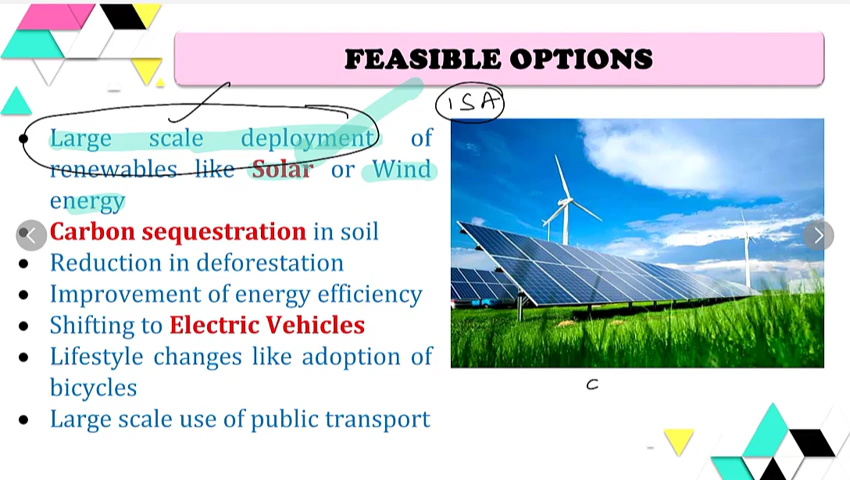 FEASIBLE OPTIONS
ISA
• Large scale deployment of
renewables like Solar or Wind
energy
• Carbon sequestration in soil
• Reduction in deforestation
• Improvement of energy efficiency
• Shifting to Electric Vehicles
• Lifestyle changes like adoption of
bicycles
• Large scale use of public transport
C